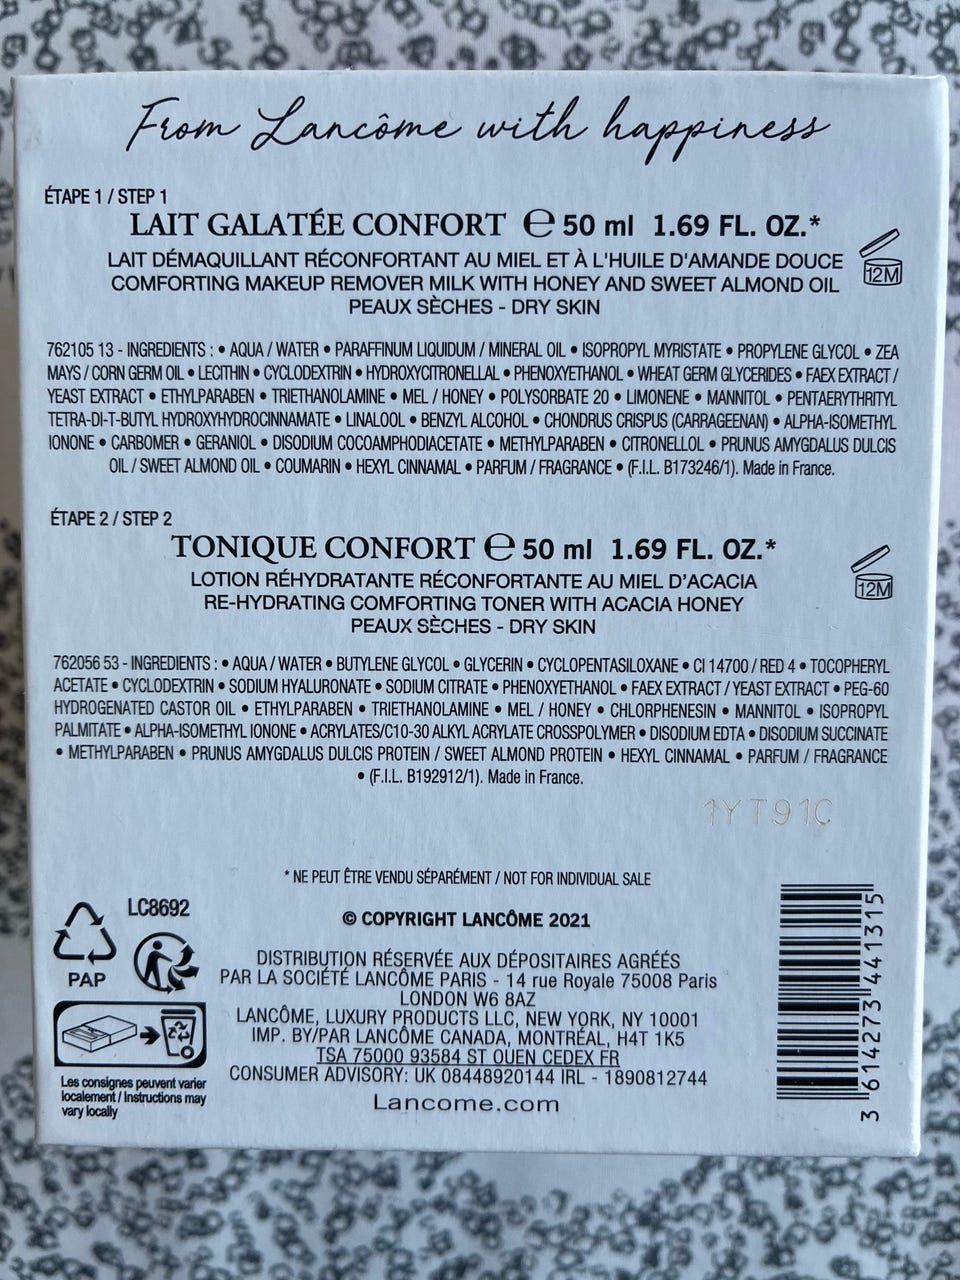 From Lancôme with happiness
ÉTAPE 1 / STEP 1
LAIT GALATÉE CONFORT ℮ 50 ml 1.69 FL. OZ.*
LAIT DÉMAQUILLANT RÉCONFORTANT AU MIEL ET À L'HUILE D'AMANDE DOUCE
COMFORTING MAKEUP REMOVER MILK WITH HONEY AND SWEET ALMOND OIL
PEAUX SÈCHES - DRY SKIN
12M
762105 13 - INGREDIENTS : • AQUA / WATER • PARAFFINUM LIQUIDUM / MINERAL OIL • ISOPROPYL MYRISTATE • PROPYLENE GLYCOL • ZEA
MAYS / CORN GERM OIL • LECITHIN • CYCLODEXTRIN • HYDROXYCITRONELLAL • PHENOXYETHANOL • WHEAT GERM GLYCERIDES • FAEX EXTRACT /
YEAST EXTRACT • ETHYLPARABEN • TRIETHANOLAMINE • MEL / HONEY • POLYSORBATE 20 • LIMONENE • MANNITOL • PENTAERYTHRITYL
TETRA-DI-T-BUTYL HYDROXYHYDROCINNAMATE • LINALOOL • BENZYL ALCOHOL • CHONDRUS CRISPUS (CARRAGEENAN) • ALPHA-ISOMETHYL
IONONE • CARBOMER • GERANIOL • DISODIUM COCOAMPHODIACETATE • METHYLPARABEN • CITRONELLOL • PRUNUS AMYGDALUS DULCIS
OIL / SWEET ALMOND OIL • COUMARIN • HEXYL CINNAMAL • PARFUM / FRAGRANCE • (F.I.L. B173246/1). Made in France.
ÉTAPE 2 / STEP 2
TONIQUE CONFORT ℮ 50 ml 1.69 FL. OZ.*
LOTION RÉHYDRATANTE RÉCONFORTANTE AU MIEL D'ACACIA
RE-HYDRATING COMFORTING TONER WITH ACACIA HONEY
PEAUX SÈCHES - DRY SKIN
12M
762056 53 - INGREDIENTS : • AQUA / WATER • BUTYLENE GLYCOL • GLYCERIN • CYCLOPENTASILOXANE • CI 14700 / RED 4 • TOCOPHERYL
ACETATE • CYCLODEXTRIN • SODIUM HYALURONATE • SODIUM CITRATE • PHENOXYETHANOL • FAEX EXTRACT / YEAST EXTRACT • PEG-60
HYDROGENATED CASTOR OIL • ETHYLPARABEN • TRIETHANOLAMINE • MEL / HONEY • CHLORPHENESIN • MANNITOL • ISOPROPYL
PALMITATE • ALPHA-ISOMETHYL IONONE • ACRYLATES/C10-30 ALKYL ACRYLATE CROSSPOLYMER • DISODIUM EDTA • DISODIUM SUCCINATE
• METHYLPARABEN • PRUNUS AMYGDALUS DULCIS PROTEIN / SWEET ALMOND PROTEIN • HEXYL CINNAMAL • PARFUM / FRAGRANCE
• (F.I.L. B192912/1). Made in France.
1YT91C
* NE PEUT ÊTRE VENDU SÉPARÉMENT / NOT FOR INDIVIDUAL SALE
LC8692
PAP
© COPYRIGHT LANCÔME 2021
DISTRIBUTION RÉSERVÉE AUX DÉPOSITAIRES AGRÉÉS
PAR LA SOCIÉTÉ LANCÔME PARIS - 14 rue Royale 75008 Paris
LONDON W6 8AZ
LANCÔME, LUXURY PRODUCTS LLC, NEW YORK, NY 10001
IMP. BY/PAR LANCÔME CANADA, MONTRÉAL, H4T 1K5
TSA 75000 93584 ST OUEN CEDEX FR
CONSUMER ADVISORY: UK 08448920144 IRL - 1890812744
Lancome.com
Les consignes peuvent varier
localement / Instructions may
vary locally
3 614273 441315